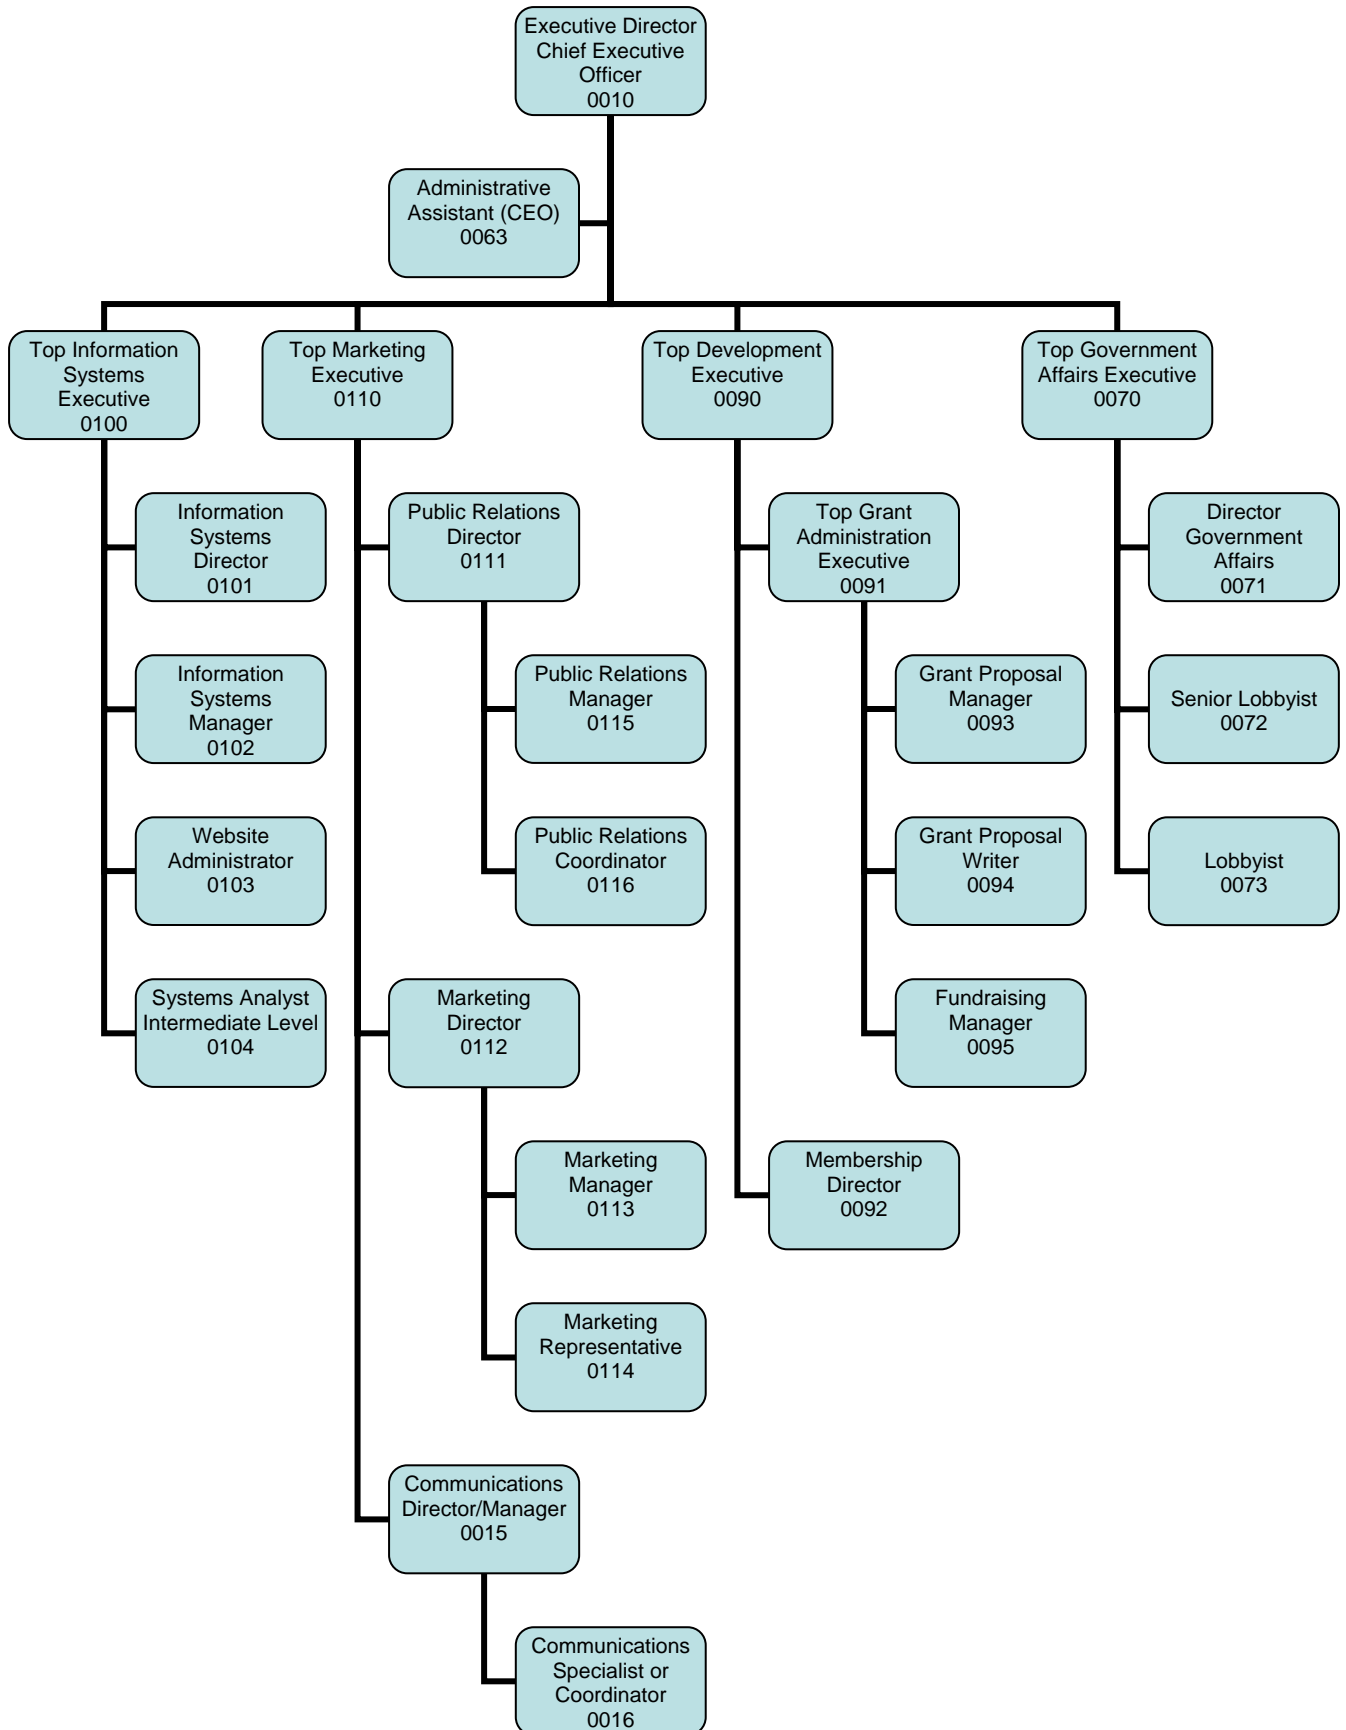 Executive Director
Chief Executive
Officer
0010
Administrative
Assistant (CEO)
0063
Top Information
Systems
Executive
0100
Top Marketing
Executive
0110
Top Development
Executive
0090
Top Government
Affairs Executive
0070
Information
Systems
Director
0101
Public Relations
Director
0111
Top Grant
Administration
Executive
0091
Director
Government
Affairs
0071
Information
Systems
Manager
0102
Public Relations
Manager
0115
Grant Proposal
Manager
0093
Senior Lobbyist
0072
Website
Administrator
0103
Public Relations
Coordinator
0116
Grant Proposal
Writer
0094
Lobbyist
0073
Systems Analyst
Intermediate Level
0104
Marketing
Director
0112
Fundraising
Manager
0095
Marketing
Manager
0113
Membership
Director
0092
Marketing
Representative
0114
Communications
Director/Manager
0015
Communications
Specialist or
Coordinator
0016